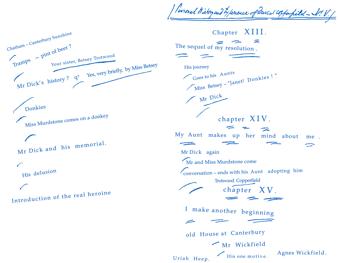 Chatham – Canterbury Sunshine
Tramps – pint of beer?
Your sister, Betsey Trotwood
Mr Dick's history? qy Yes, very briefly, by Miss Betsey
Donkies
Miss Murdstone comes on a donkey
Mr Dick and his memorial.
His delusion
Introduction of the real heroine
(Personal History and Experience of David Copperfield – No V.)
Chapter XIII.
The sequel of my resolution.
His journey
Goes to his Aunts
Miss Betsey – "Janet! Donkies!"
Mr Dick
chapter XIV.
My Aunt makes up her mind about me.
Mr Dick again
Mr and Miss Murdstone come
conversation – ends with his Aunt adopting him
Trotwood Copperfield
chapter XV.
I make another beginning
old House at Canterbury
Mr Wickfield
Uriah Heep. His one motive. Agnes Wickfield.